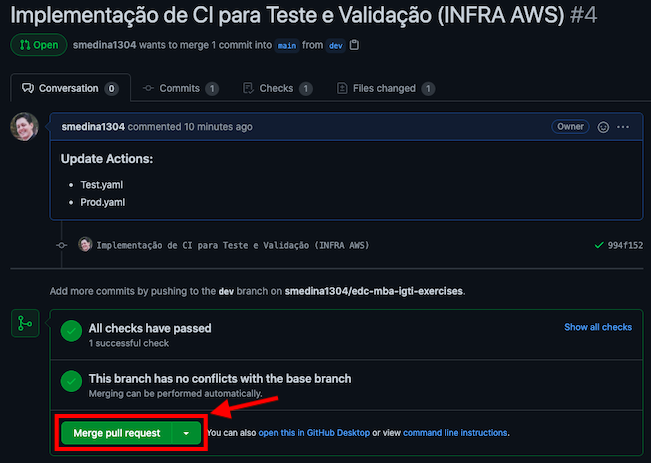 Implementação de CI para Teste e Validação (INFRA AWS) #4
Open smedina1304 wants to merge 1 commit into main from dev
Conversation 0 Commits 1 Checks 1 Files changed 1
smedina1304 commented 10 minutes ago Owner
Update Actions:
Test.yaml
Prod.yaml
Implementação de CI para Teste e Validação (INFRA AWS) 994f152
Add more commits by pushing to the dev branch on smedina1304/edc-mba-igti-exercises.
All checks have passed Show all checks
1 successful check
This branch has no conflicts with the base branch
Merging can be performed automatically.
Merge pull request You can also open this in GitHub Desktop or view command line instructions.